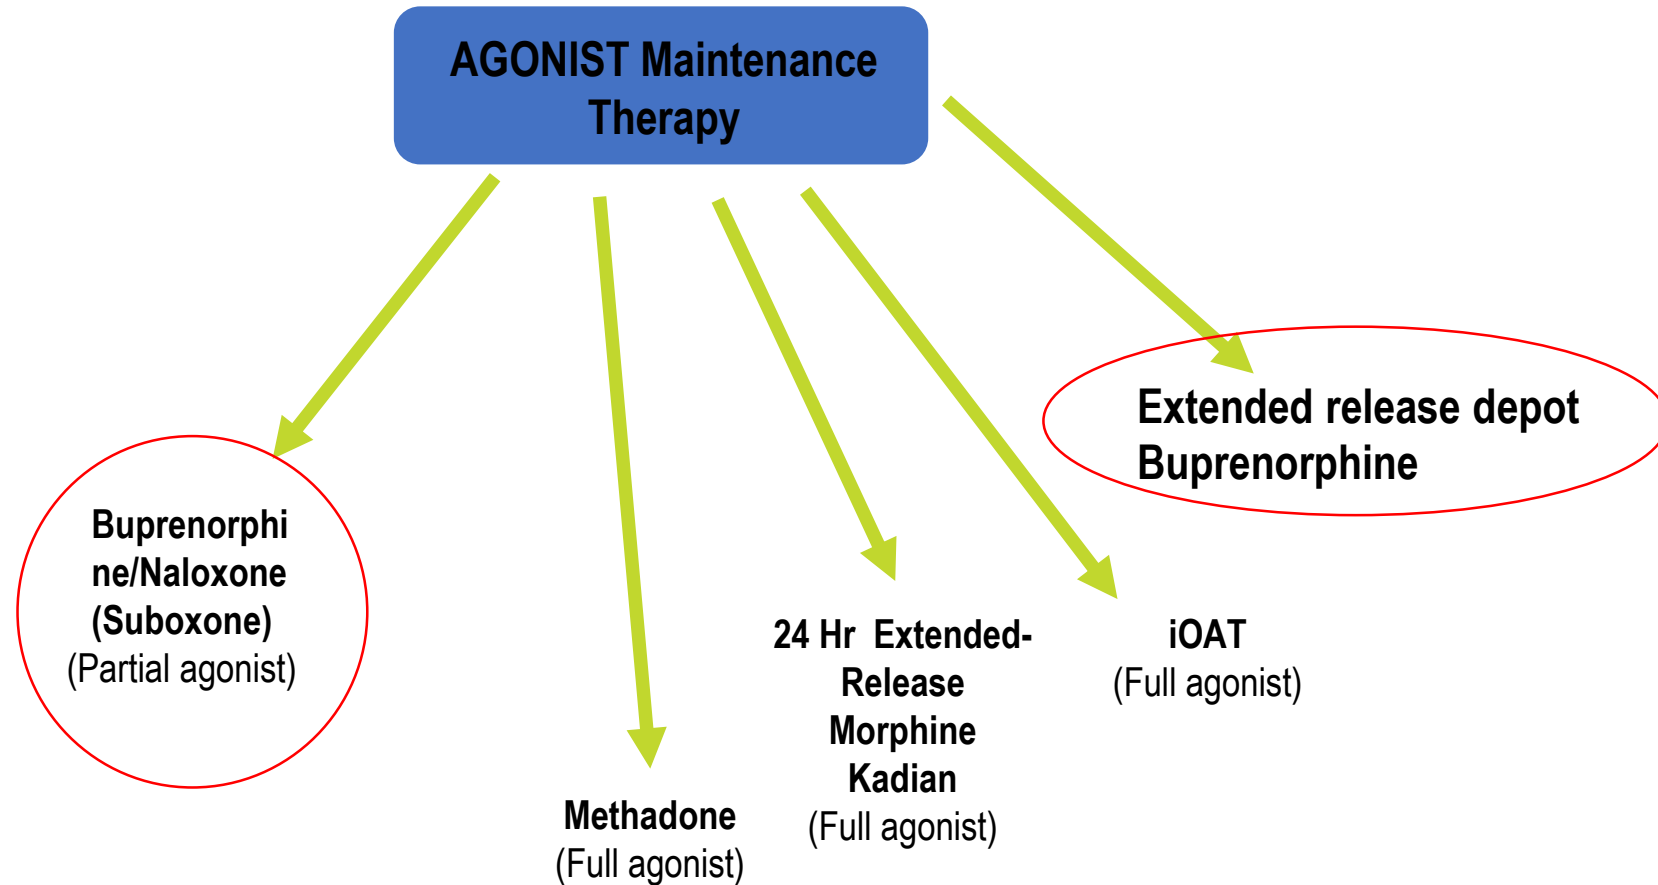 AGONIST Maintenance
Therapy
Extended release depot
Buprenorphine
Buprenorphi
ne/Naloxone
(Suboxone)
(Partial agonist)
24 Hr  Extended-
Release
Morphine
Kadian
(Full agonist)
iOAT
(Full agonist)
Methadone
(Full agonist)